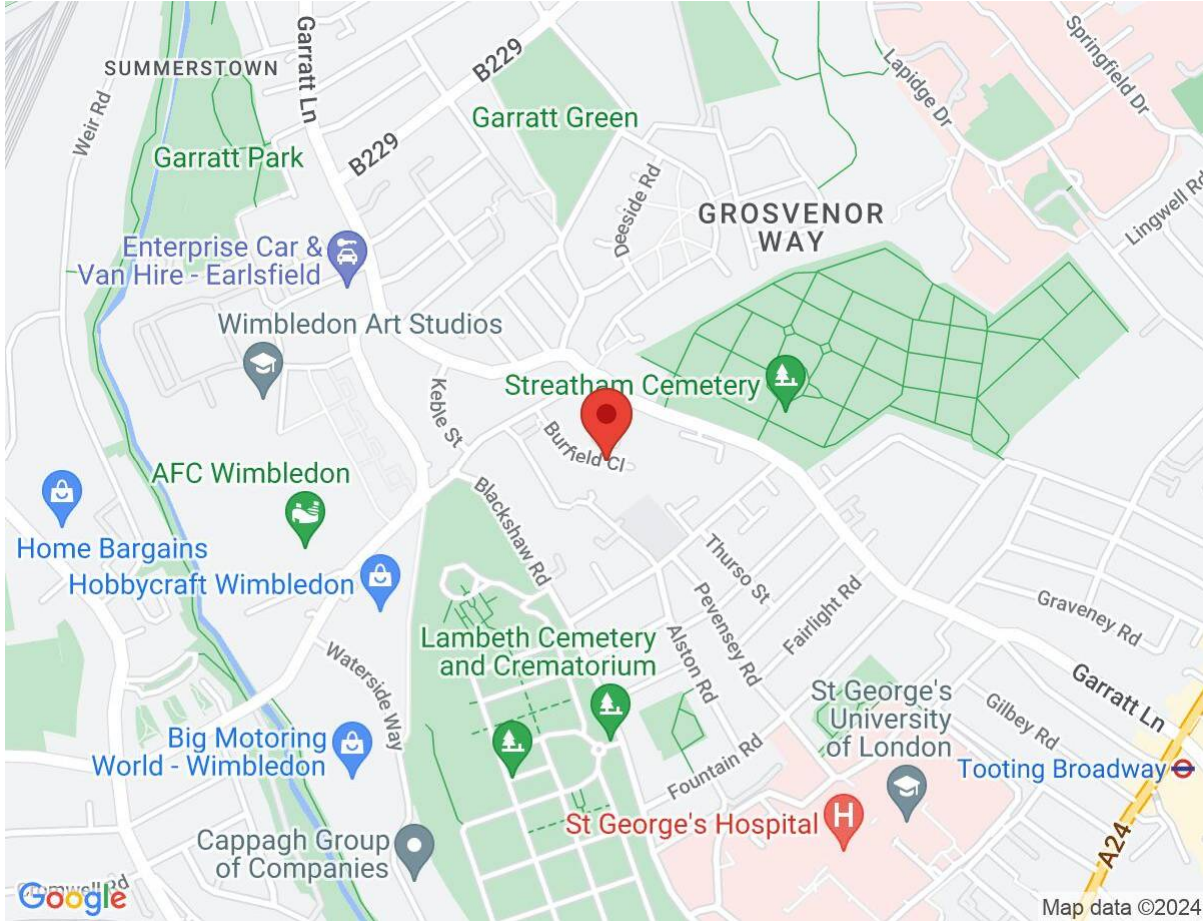 SUMMERSTOWN
Garratt Ln
B229
Lapidge Dr
Springfield Dr
Weir Rd
Garratt Green
B229
Garratt Park
Deeside Rd
GROSVENOR
WAY
Lingwell Rd
Enterprise Car &
Van Hire - Earlsfield
Wimbledon Art Studios
Keble St
Streatham Cemetery
Burfield Cl
AFC Wimbledon
Blackshaw Rd
Home Bargains
Hobbycraft Wimbledon
Thurso St
Pevensey Rd
Fairlight Rd
Graveney Rd
Lambeth Cemetery
and Crematorium
Alston Rd
Waterside Way
St George's
University
of London
Garratt Ln
Gilbey Rd
Big Motoring
World - Wimbledon
Fountain Rd
Tooting Broadway
St George's Hospital
H
Cappagh Group
of Companies
A24
Cromwell Rd
Google
Map data ©2024